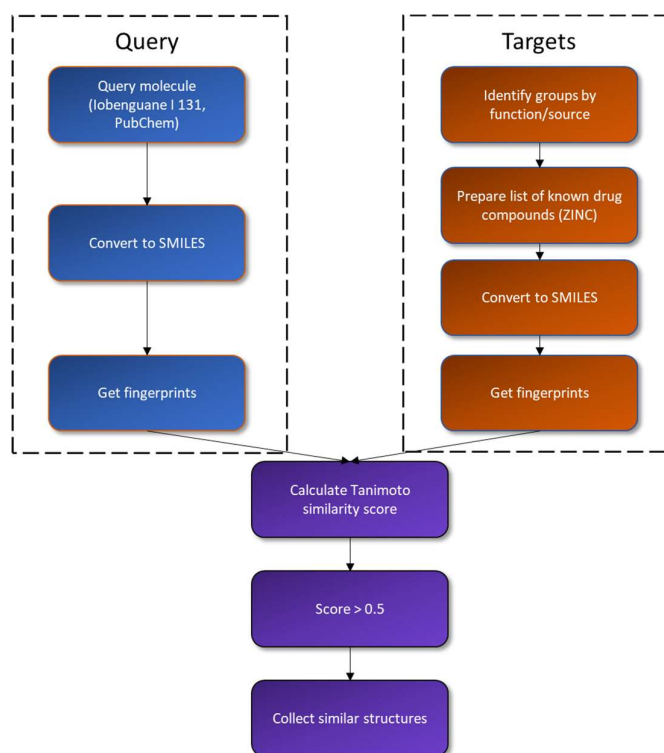 Query
Query molecule
(Iobenguane I 131,
PubChem)
Convert to SMILES
Get fingerprints
Targets
Identify groups by
function/source
Prepare list of known drug
compounds (ZINC)
Convert to SMILES
Get fingerprints
Calculate Tanimoto
similarity score
Score > 0.5
Collect similar structures